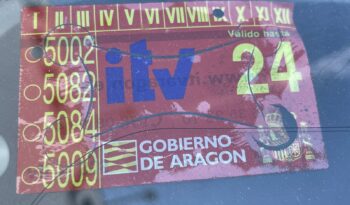 I II III IV V VI VII VIII X XI XII
Válido hasta
5002
5082
5084
5009
itv
24
GOBIERNO
DE ARAGON